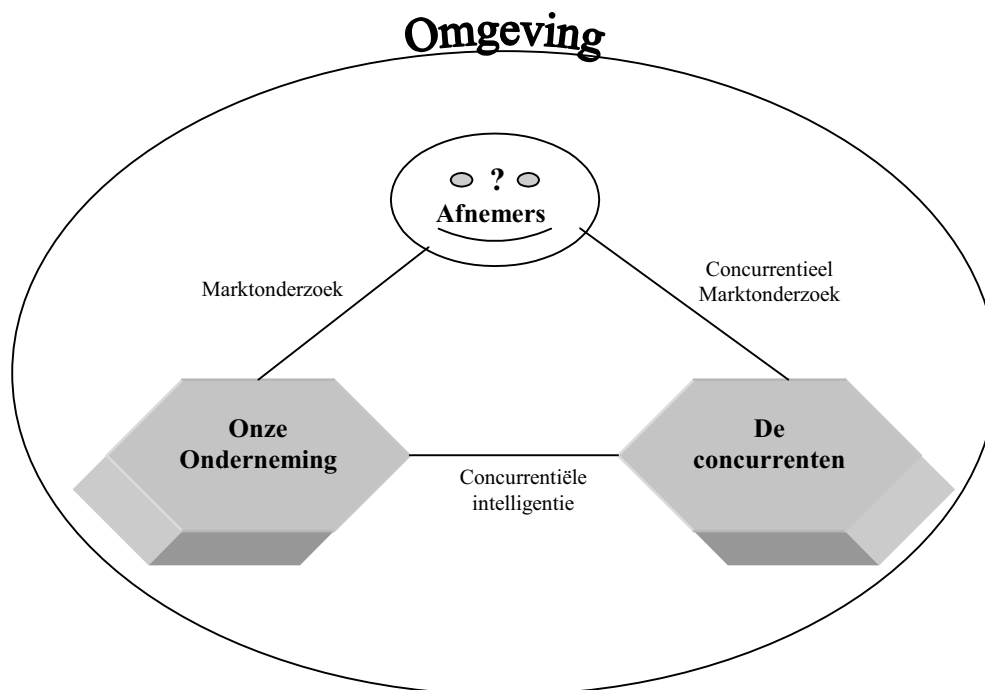 Omgeving
?
Afnemers
Marktonderzoek
Concurrentieel
Marktonderzoek
Onze
Onderneming
De
concurrenten
Concurrentiële
intelligentie